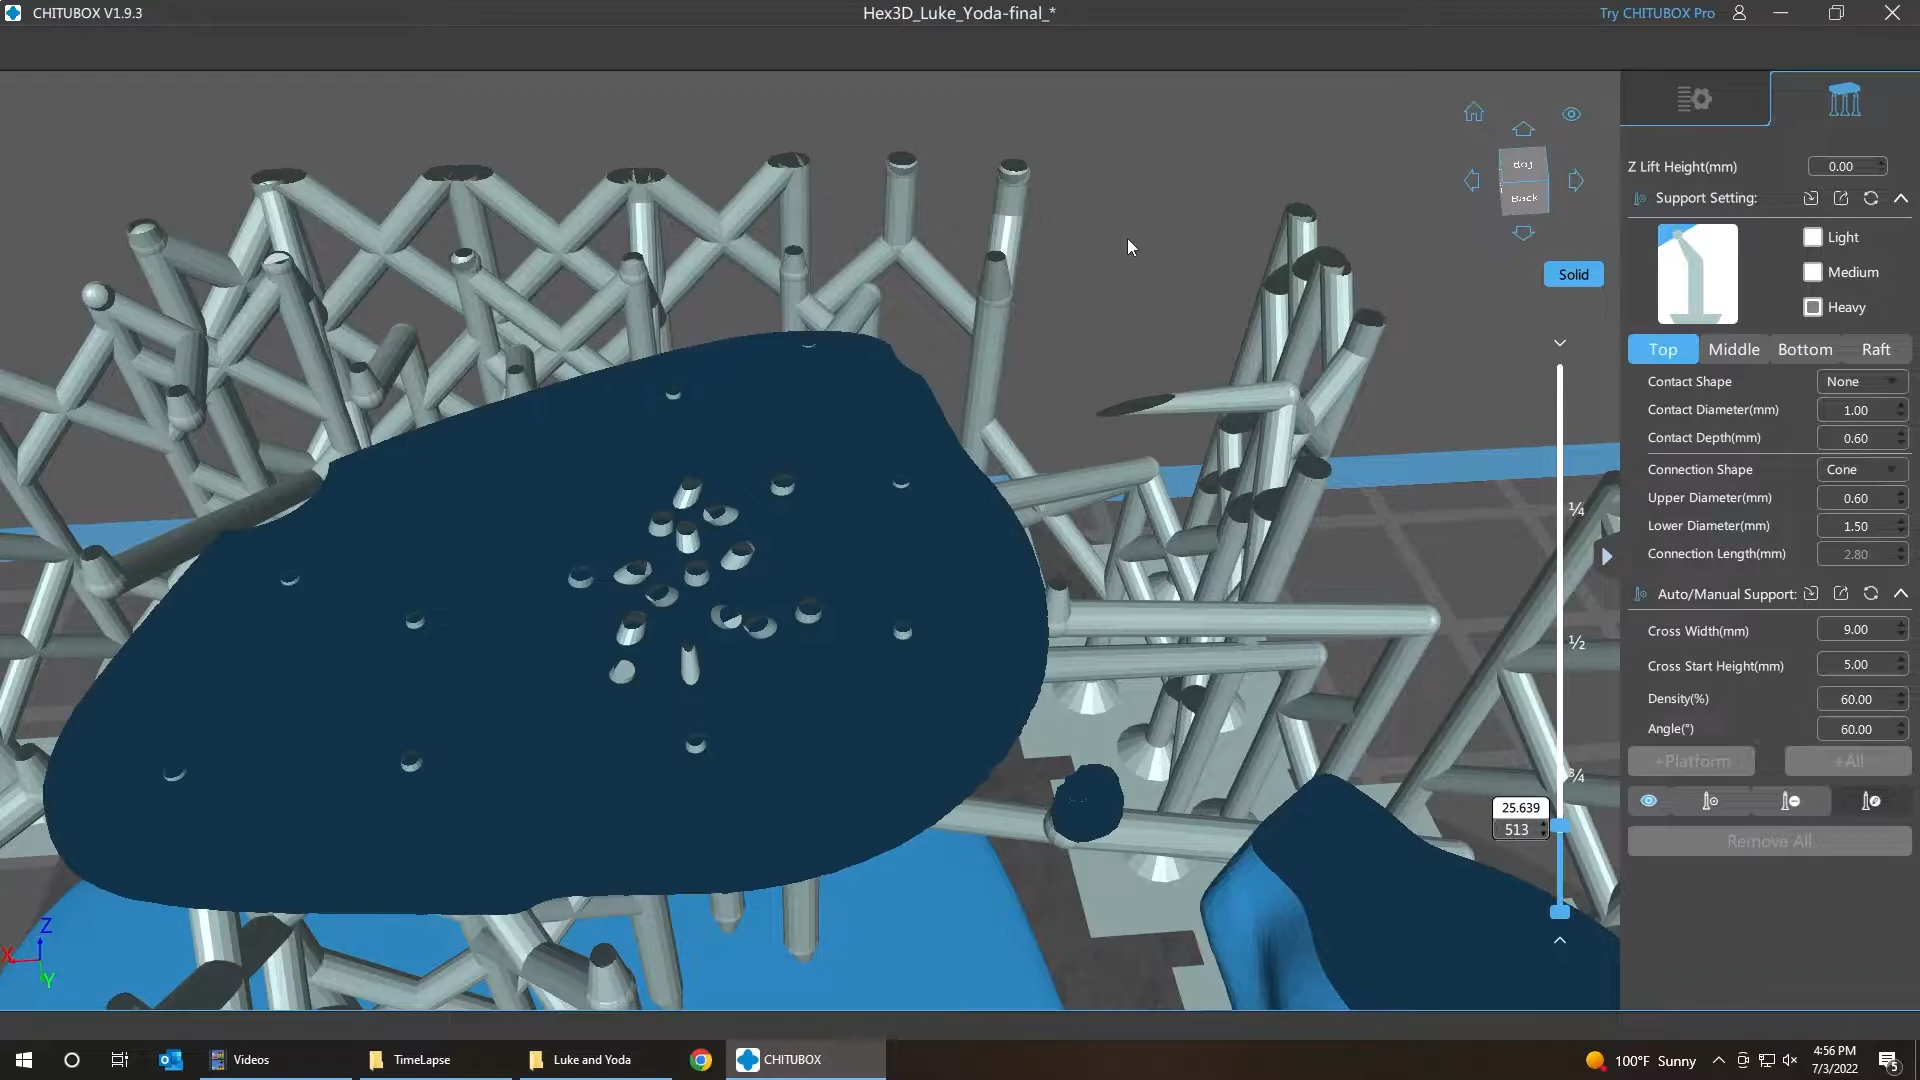 CHITUBOX V1.9.3
Hex3D_Luke_Yoda-final_*
Try CHITUBOX Pro
Back
Solid
Z Lift Height(mm) 0.00
Support Setting:
Light
Medium
Heavy
Top Middle Bottom Raft
Contact Shape None
Contact Diameter(mm) 1.00
Contact Depth(mm) 0.60
Connection Shape Cone
Upper Diameter(mm) 0.60
¼
Lower Diameter(mm) 1.50
Connection Length(mm) 2.80
Auto/Manual Support:
Cross Width(mm) 9.00
½
Cross Start Height(mm) 5.00
Density(%) 60.00
Angle(°) 60.00
+Platform +All
¾
25.639
513
Remove All
Z
X
Y
Videos
TimeLapse
Luke and Yoda
CHITUBOX
100°F Sunny
4:56 PM
7/3/2022
5